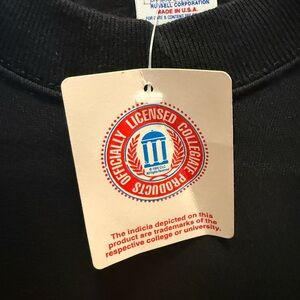 RUSSELL CORPORATION
MADE IN U.S.A.
OFFICIALLY LICENSED COLLEGIATE PRODUCTS
The indicia depicted on this
product are trademarks of the
respective college or university.